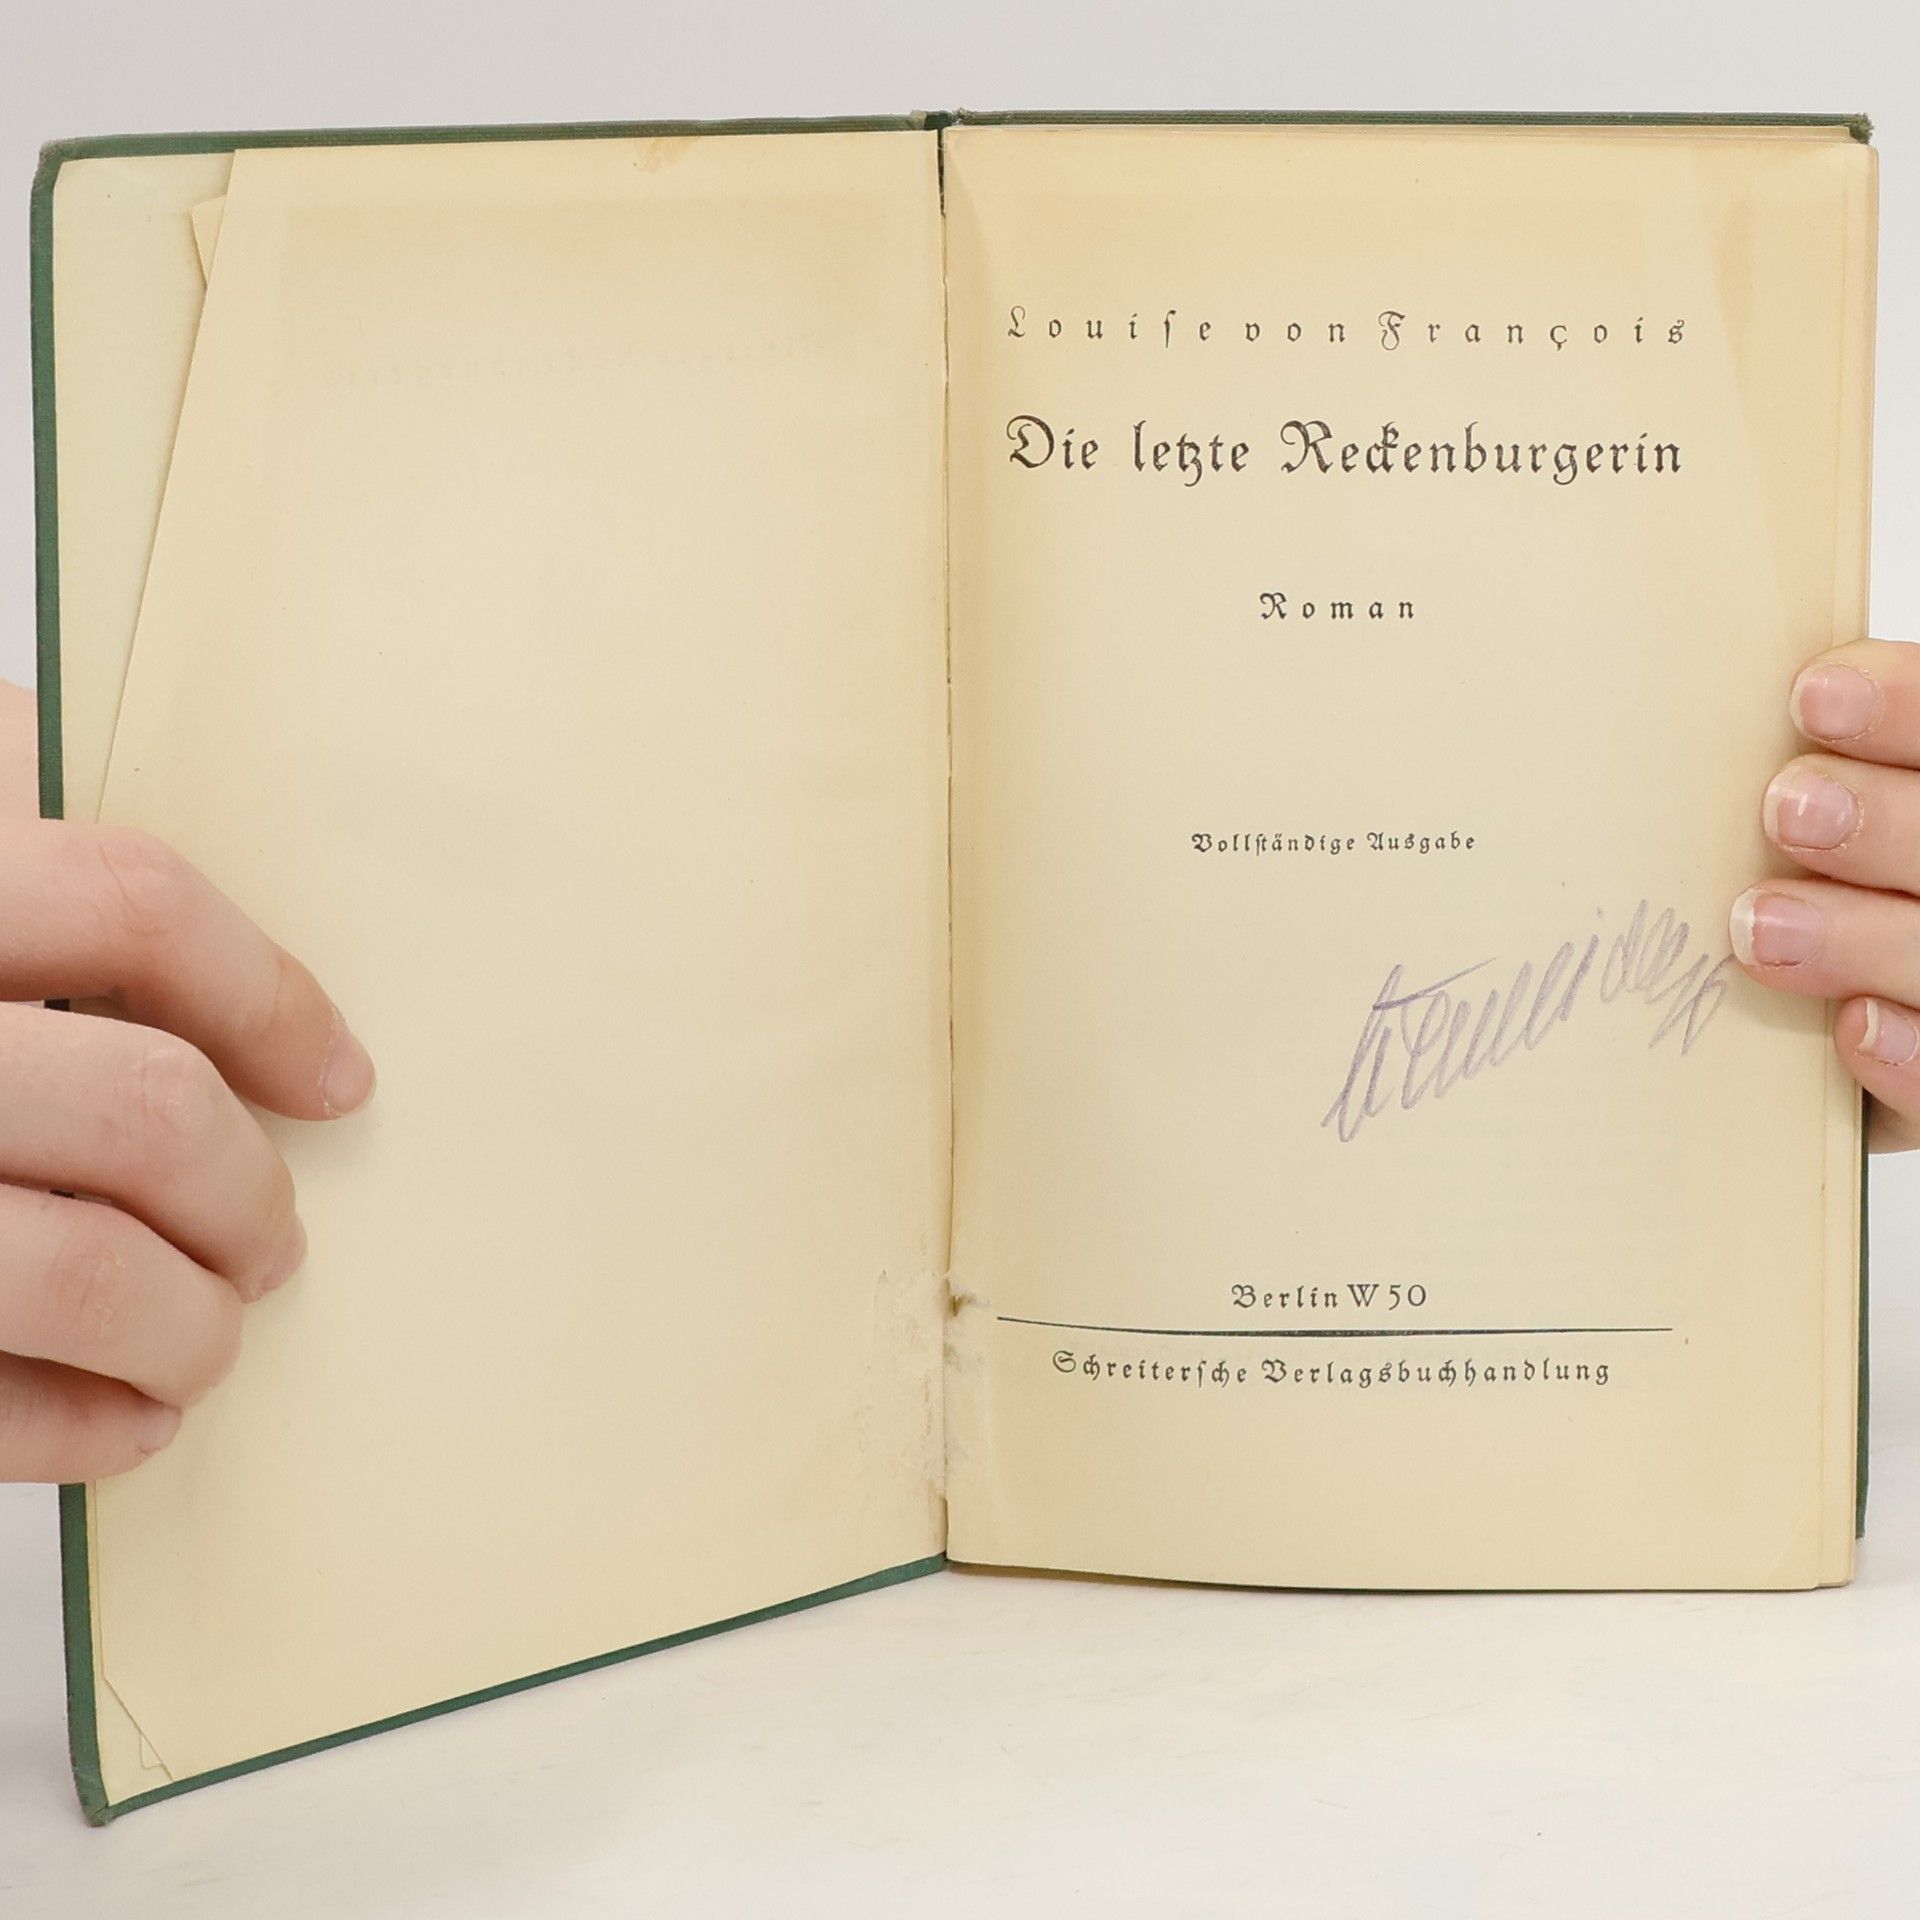 Louiſe von François
Die letzte Reckenburgerin
Roman
Vollſtändige Ausgabe
Berlin W 50
Schreiterſche Verlagsbuchhandlung